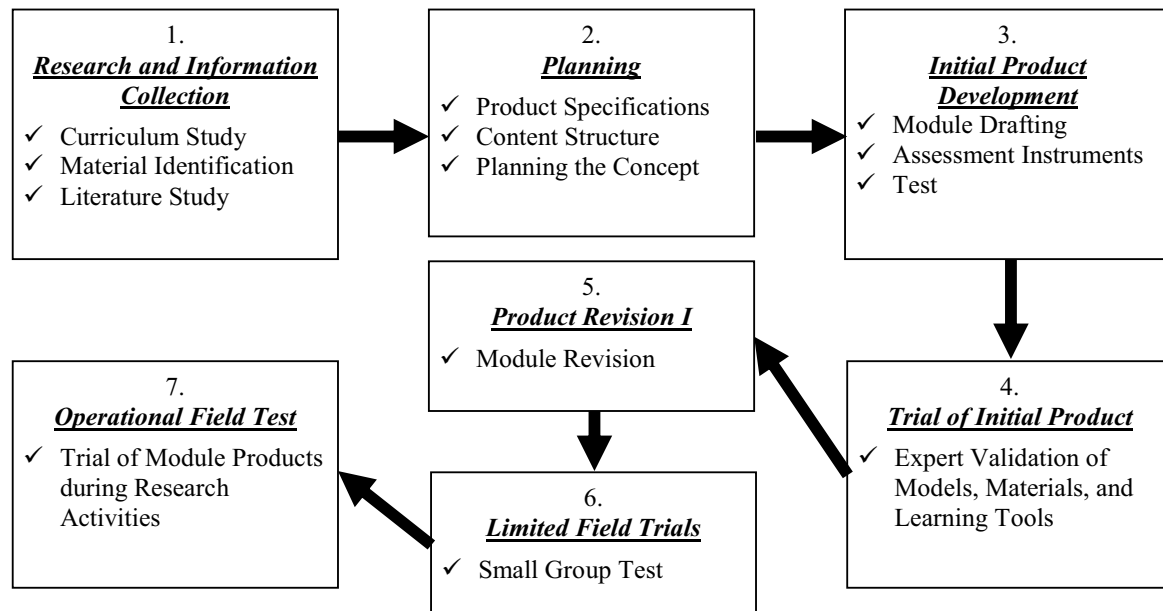 1.
Research and Information
Collection
✓ Curriculum Study
✓ Material Identification
✓ Literature Study
2.
Planning
✓ Product Specifications
✓ Content Structure
✓ Planning the Concept
3.
Initial Product
Development
✓ Module Drafting
✓ Assessment Instruments
✓ Test
4.
Trial of Initial Product
✓ Expert Validation of
Models, Materials, and
Learning Tools
5.
Product Revision I
✓ Module Revision
6.
Limited Field Trials
✓ Small Group Test
7.
Operational Field Test
✓ Trial of Module Products
during Research
Activities